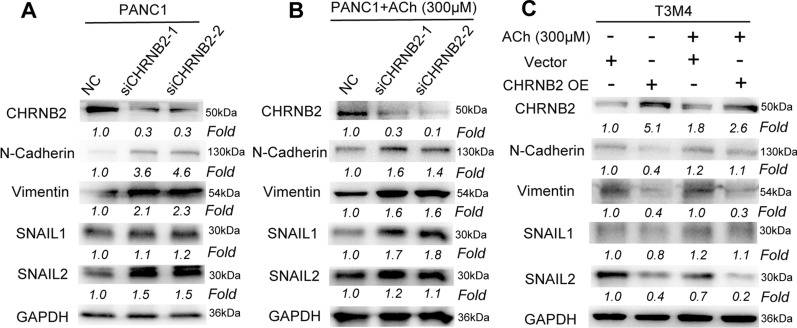 A
PANC1
NC
siCHRNB2-1
siCHRNB2-2
CHRNB2
50kDa
1.0 0.3 0.3 Fold
N-Cadherin
130kDa
1.0 3.6 4.6 Fold
Vimentin
54kDa
1.0 2.1 2.3 Fold
SNAIL1
30kDa
1.0 1.1 1.2 Fold
SNAIL2
30kDa
1.0 1.5 1.5 Fold
GAPDH
36kDa
B
PANC1+ACh (300μM)
NC
siCHRNB2-1
siCHRNB2-2
CHRNB2
50kDa
1.0 0.3 0.1 Fold
N-Cadherin
130kDa
1.0 1.6 1.4 Fold
Vimentin
54kDa
1.0 1.6 1.6 Fold
SNAIL1
30kDa
1.0 1.7 1.8 Fold
SNAIL2
30kDa
1.0 1.2 1.1 Fold
GAPDH
36kDa
C
T3M4
ACh (300μM) - - + +
Vector + - + -
CHRNB2 OE - + - +
CHRNB2
50kDa
1.0 5.1 1.8 2.6 Fold
N-Cadherin
130kDa
1.0 0.4 1.2 1.1 Fold
Vimentin
54kDa
1.0 0.4 1.0 0.3 Fold
SNAIL1
30kDa
1.0 0.8 1.2 1.1 Fold
SNAIL2
30kDa
1.0 0.4 0.7 0.2 Fold
GAPDH
36kDa